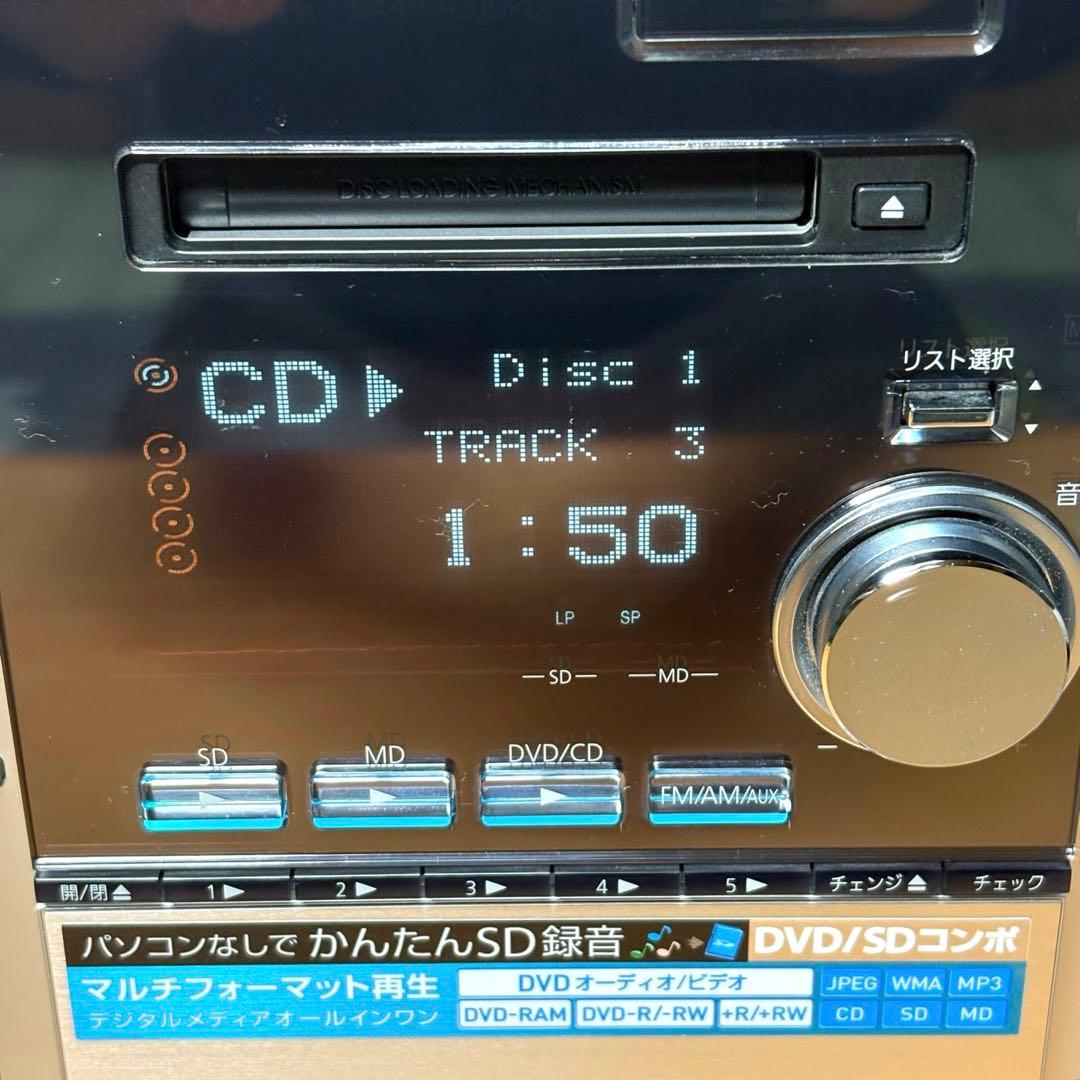 DISC LOADING MECHANISM
CD Disc 1
リスト選択
TRACK 3
音
1:50
LP SP
SD MD
SD MD DVD/CD
FM/AM/AUX
開/閉 1 2 3 4 5 チェンジ チェック
パソコンなしで かんたんSD録音 DVD/SDコンポ
マルチフォーマット再生 DVDオーディオ/ビデオ JPEG WMA MP3
デジタルメディアオールインワン DVD-RAM DVD-R/-RW +R/+RW CD SD MD